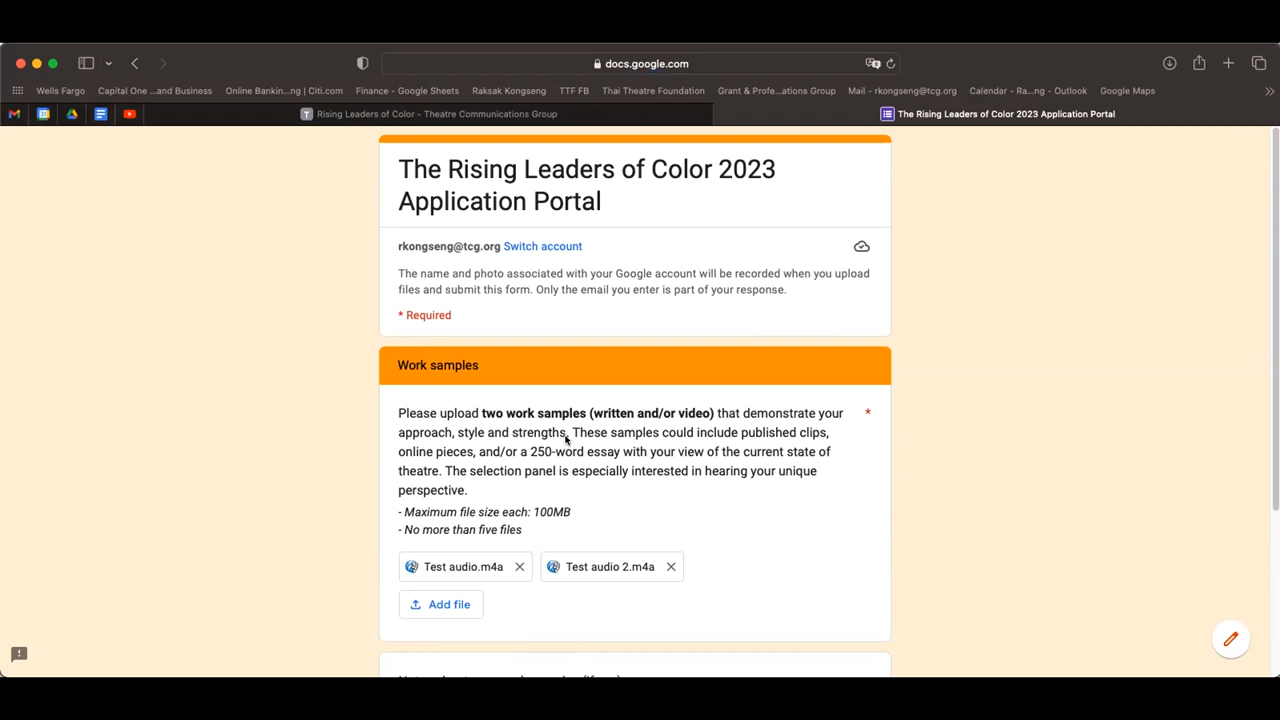 docs.google.com
Wells Fargo Capital One ...and Business Online Bankin...ng | Citi.com Finance – Google Sheets Raksak Kongseng TTF FB Thai Theatre Foundation Grant & Profe...ations Group Mail - rkongseng@tcg.org Calendar - Ra...ng - Outlook Google Maps
Rising Leaders of Color - Theatre Communications Group
The Rising Leaders of Color 2023 Application Portal
The Rising Leaders of Color 2023
Application Portal
rkongseng@tcg.org Switch account
The name and photo associated with your Google account will be recorded when you upload
files and submit this form. Only the email you enter is part of your response.
* Required
Work samples
Please upload two work samples (written and/or video) that demonstrate your *
approach, style and strengths. These samples could include published clips,
online pieces, and/or a 250-word essay with your view of the current state of
theatre. The selection panel is especially interested in hearing your unique
perspective.
- Maximum file size each: 100MB
- No more than five files
Test audio.m4a
Test audio 2.m4a
Add file